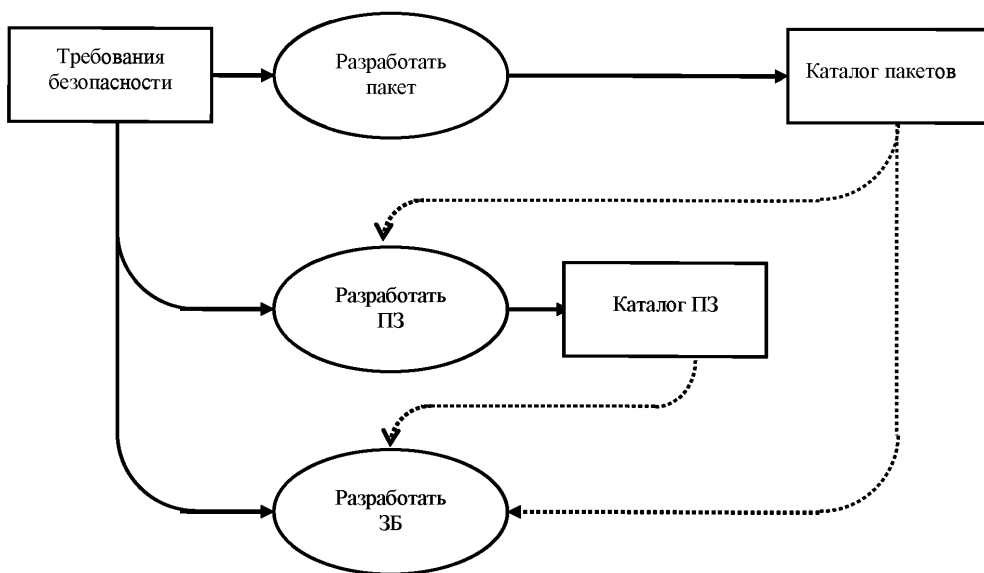 Требования
безопасности
Разработать
пакет
Каталог пакетов
Разработать
ПЗ
Каталог ПЗ
Разработать
ЗБ